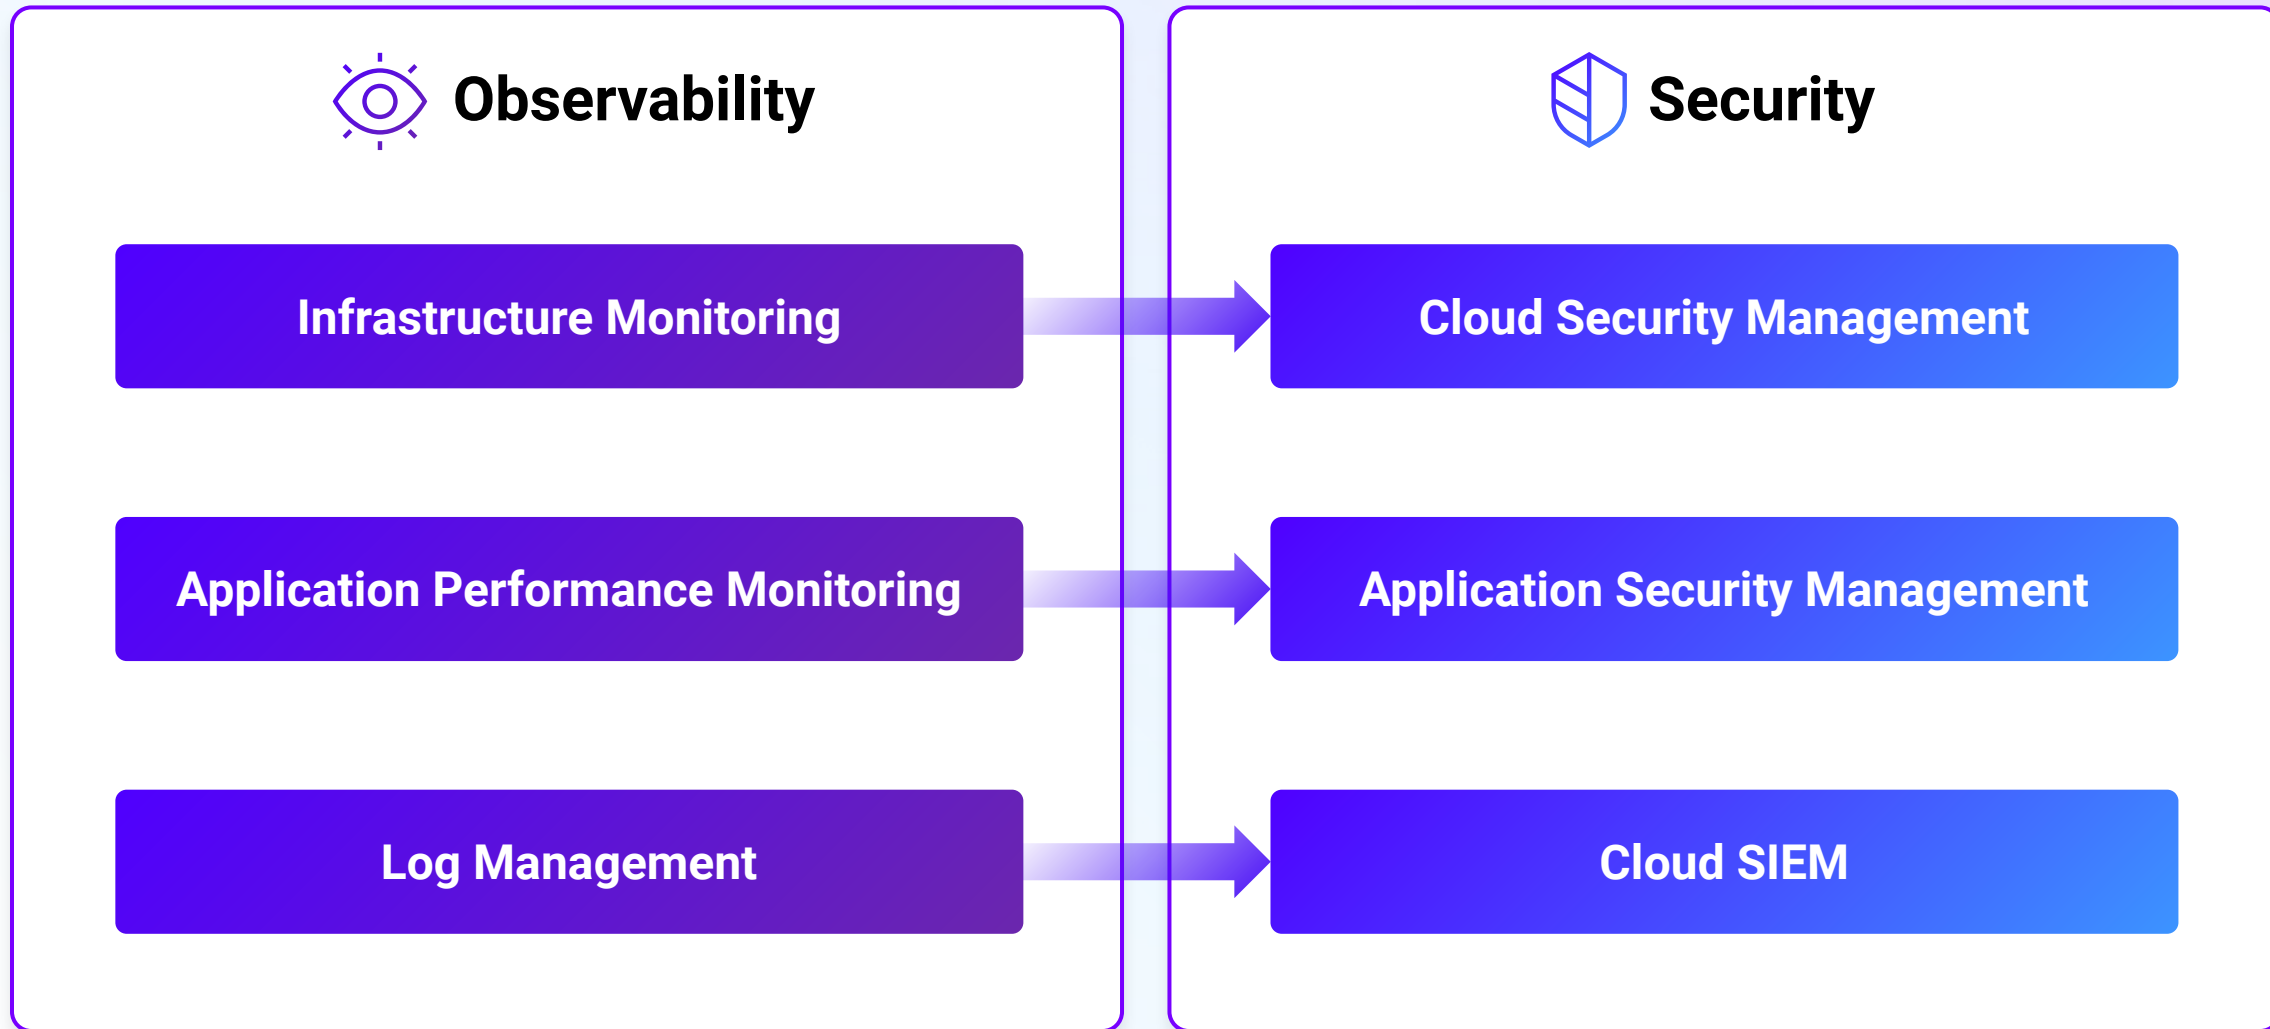 Observability
Security
Infrastructure Monitoring
Cloud Security Management
Application Performance Monitoring
Application Security Management
Log Management
Cloud SIEM